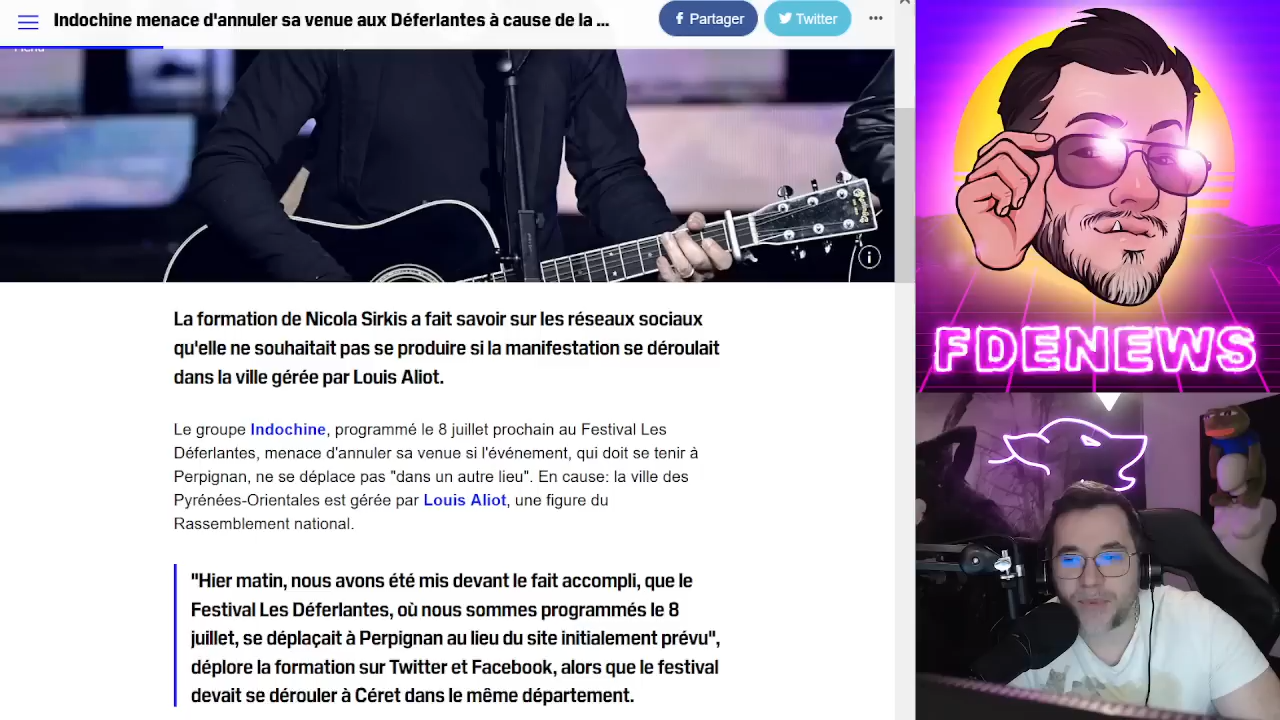 Indochine menace d'annuler sa venue aux Déferlantes à cause de la ...
Partager
Twitter
Menu
La formation de Nicola Sirkis a fait savoir sur les réseaux sociaux
qu'elle ne souhaitait pas se produire si la manifestation se déroulait
dans la ville gérée par Louis Aliot.
Le groupe Indochine, programmé le 8 juillet prochain au Festival Les
Déferlantes, menace d'annuler sa venue si l'événement, qui doit se tenir à
Perpignan, ne se déplace pas "dans un autre lieu". En cause: la ville des
Pyrénées-Orientales est gérée par Louis Aliot, une figure du
Rassemblement national.
"Hier matin, nous avons été mis devant le fait accompli, que le
Festival Les Déferlantes, où nous sommes programmés le 8
juillet, se déplaçait à Perpignan au lieu du site initialement prévu",
déplore la formation sur Twitter et Facebook, alors que le festival
devait se dérouler à Céret dans le même département.
FDENEWS